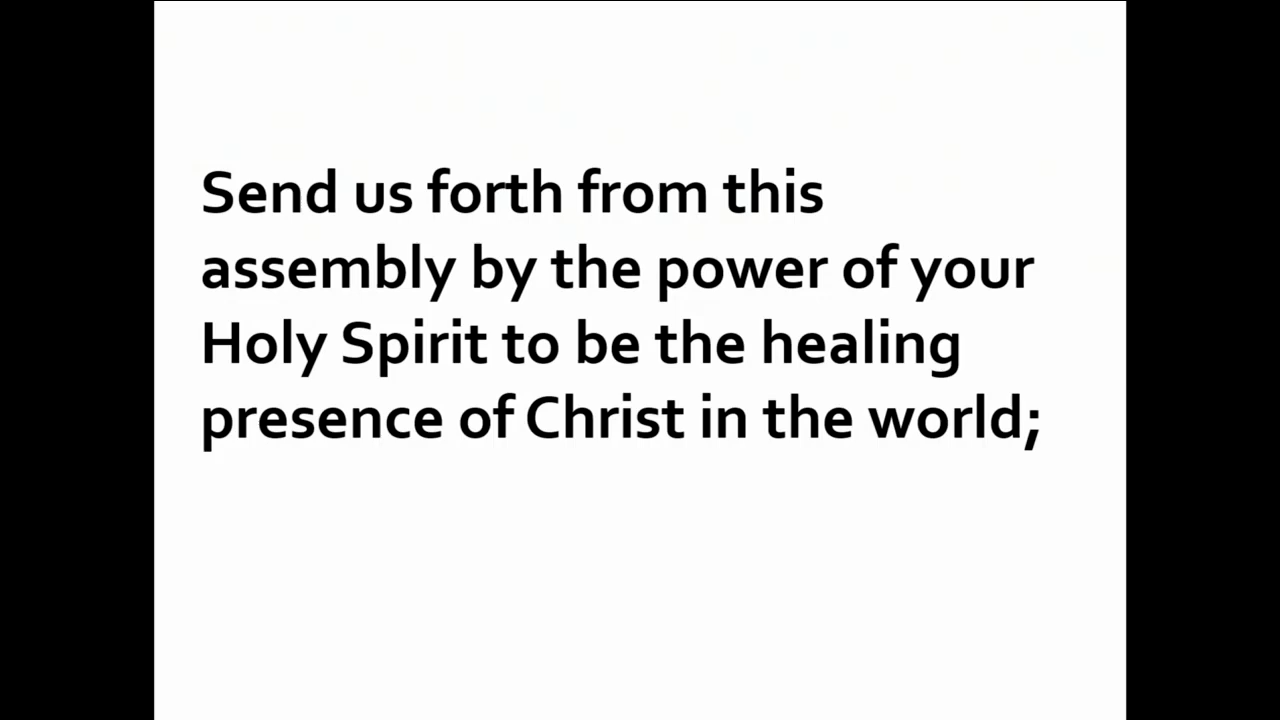 Send us forth from this
assembly by the power of your
Holy Spirit to be the healing
presence of Christ in the world;